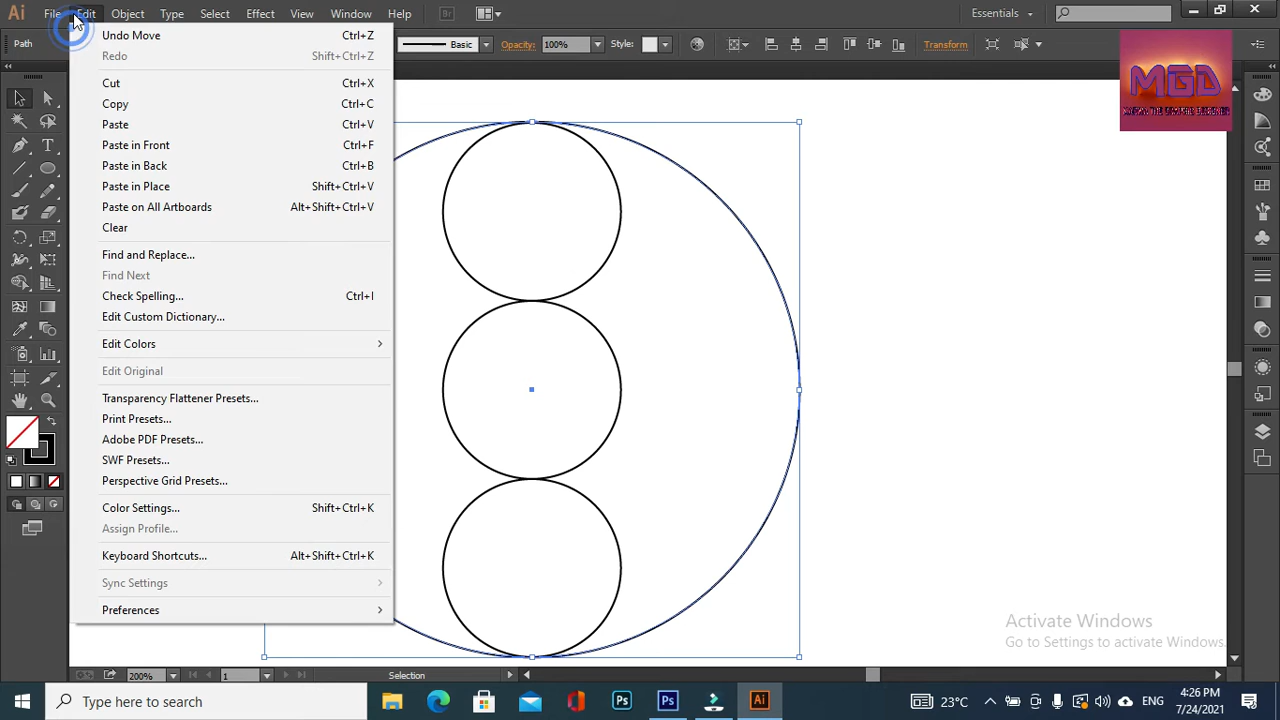 Ai File Edit Object Type Select Effect View Window Help Br Essentials
Path Basic Opacity: 100% Style: Transform
MGD
Undo Move Ctrl+Z
Redo Shift+Ctrl+Z
Cut Ctrl+X
Copy Ctrl+C
Paste Ctrl+V
Paste in Front Ctrl+F
Paste in Back Ctrl+B
Paste in Place Shift+Ctrl+V
Paste on All Artboards Alt+Shift+Ctrl+V
Clear
Find and Replace...
Find Next
Check Spelling... Ctrl+I
Edit Custom Dictionary...
Edit Colors
Edit Original
Transparency Flattener Presets...
Print Presets...
Adobe PDF Presets...
SWF Presets...
Perspective Grid Presets...
Color Settings... Shift+Ctrl+K
Assign Profile...
Keyboard Shortcuts... Alt+Shift+Ctrl+K
Sync Settings
Preferences
Activate Windows
Go to Settings to activate Windows.
200% 1 Selection
Type here to search Ps Ps Ai 23°C ENG 4:26 PM
7/24/2021